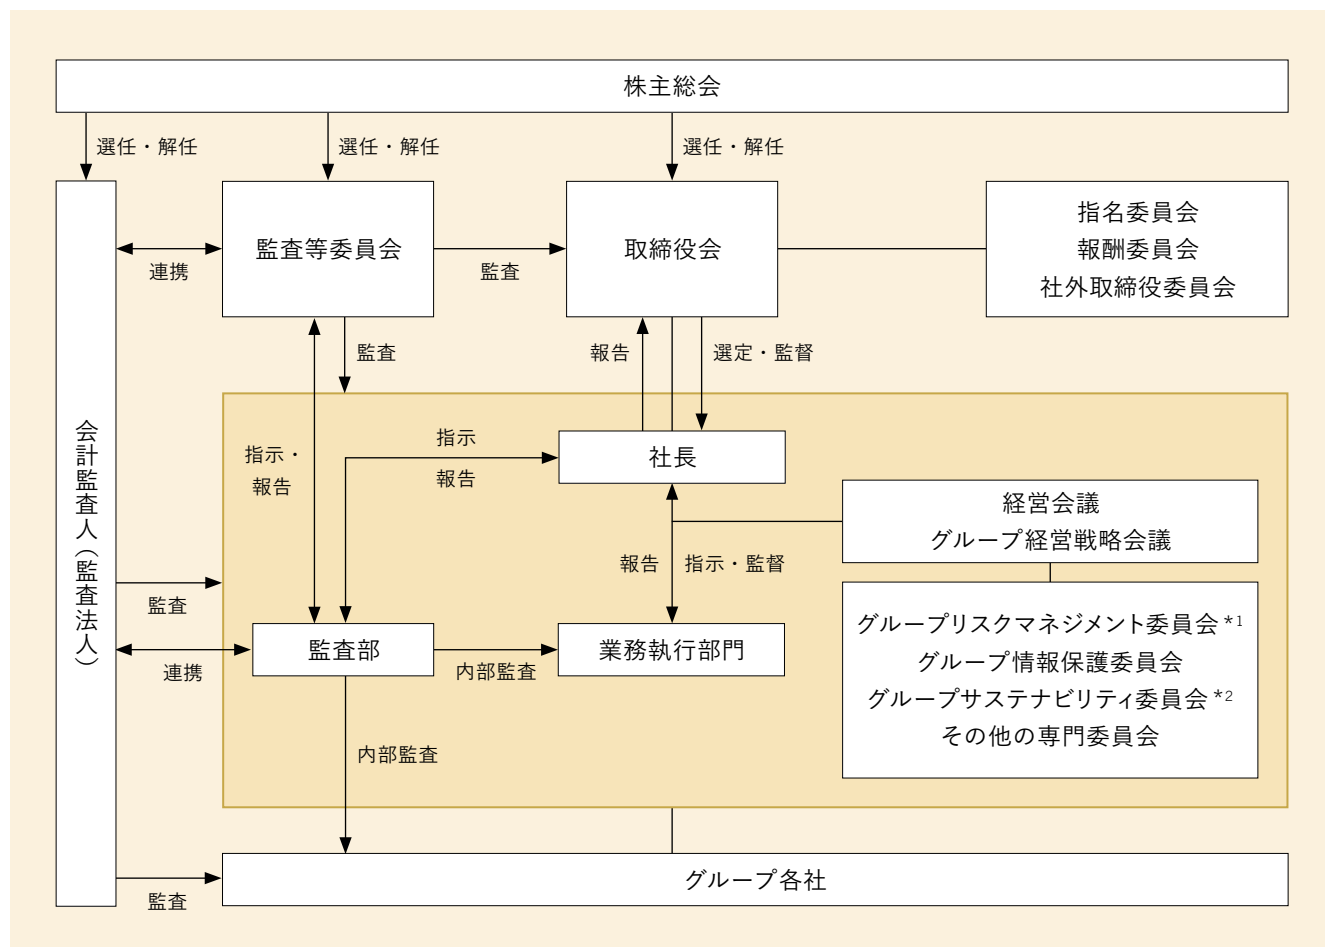 株主総会
選任・解任
選任・解任
選任・解任
監査等委員会
取締役会
指名委員会
報酬委員会
社外取締役委員会
連携
監査
監査
報告
選定・監督
会計監査人（監査法人）
指示・
報告
指示
報告
社長
経営会議
グループ経営戦略会議
報告
指示・監督
監査
グループリスクマネジメント委員会*1
グループ情報保護委員会
グループサステナビリティ委員会*2
その他の専門委員会
連携
監査部
内部監査
業務執行部門
内部監査
監査
グループ各社